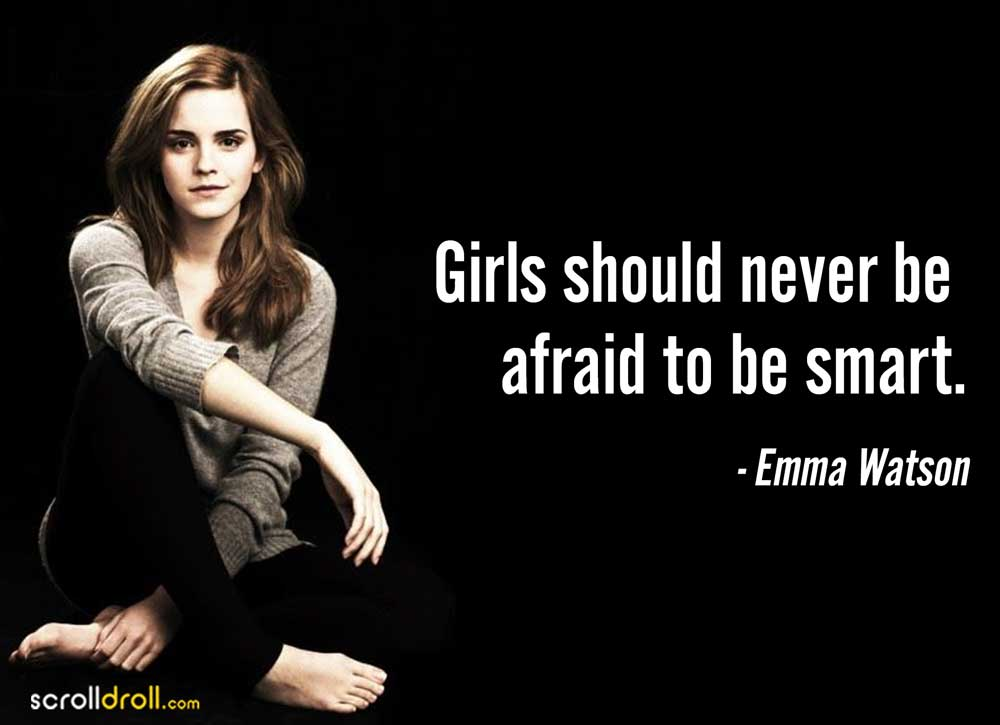 Girls should never be
afraid to be smart.
- Emma Watson
scrolldroll.com